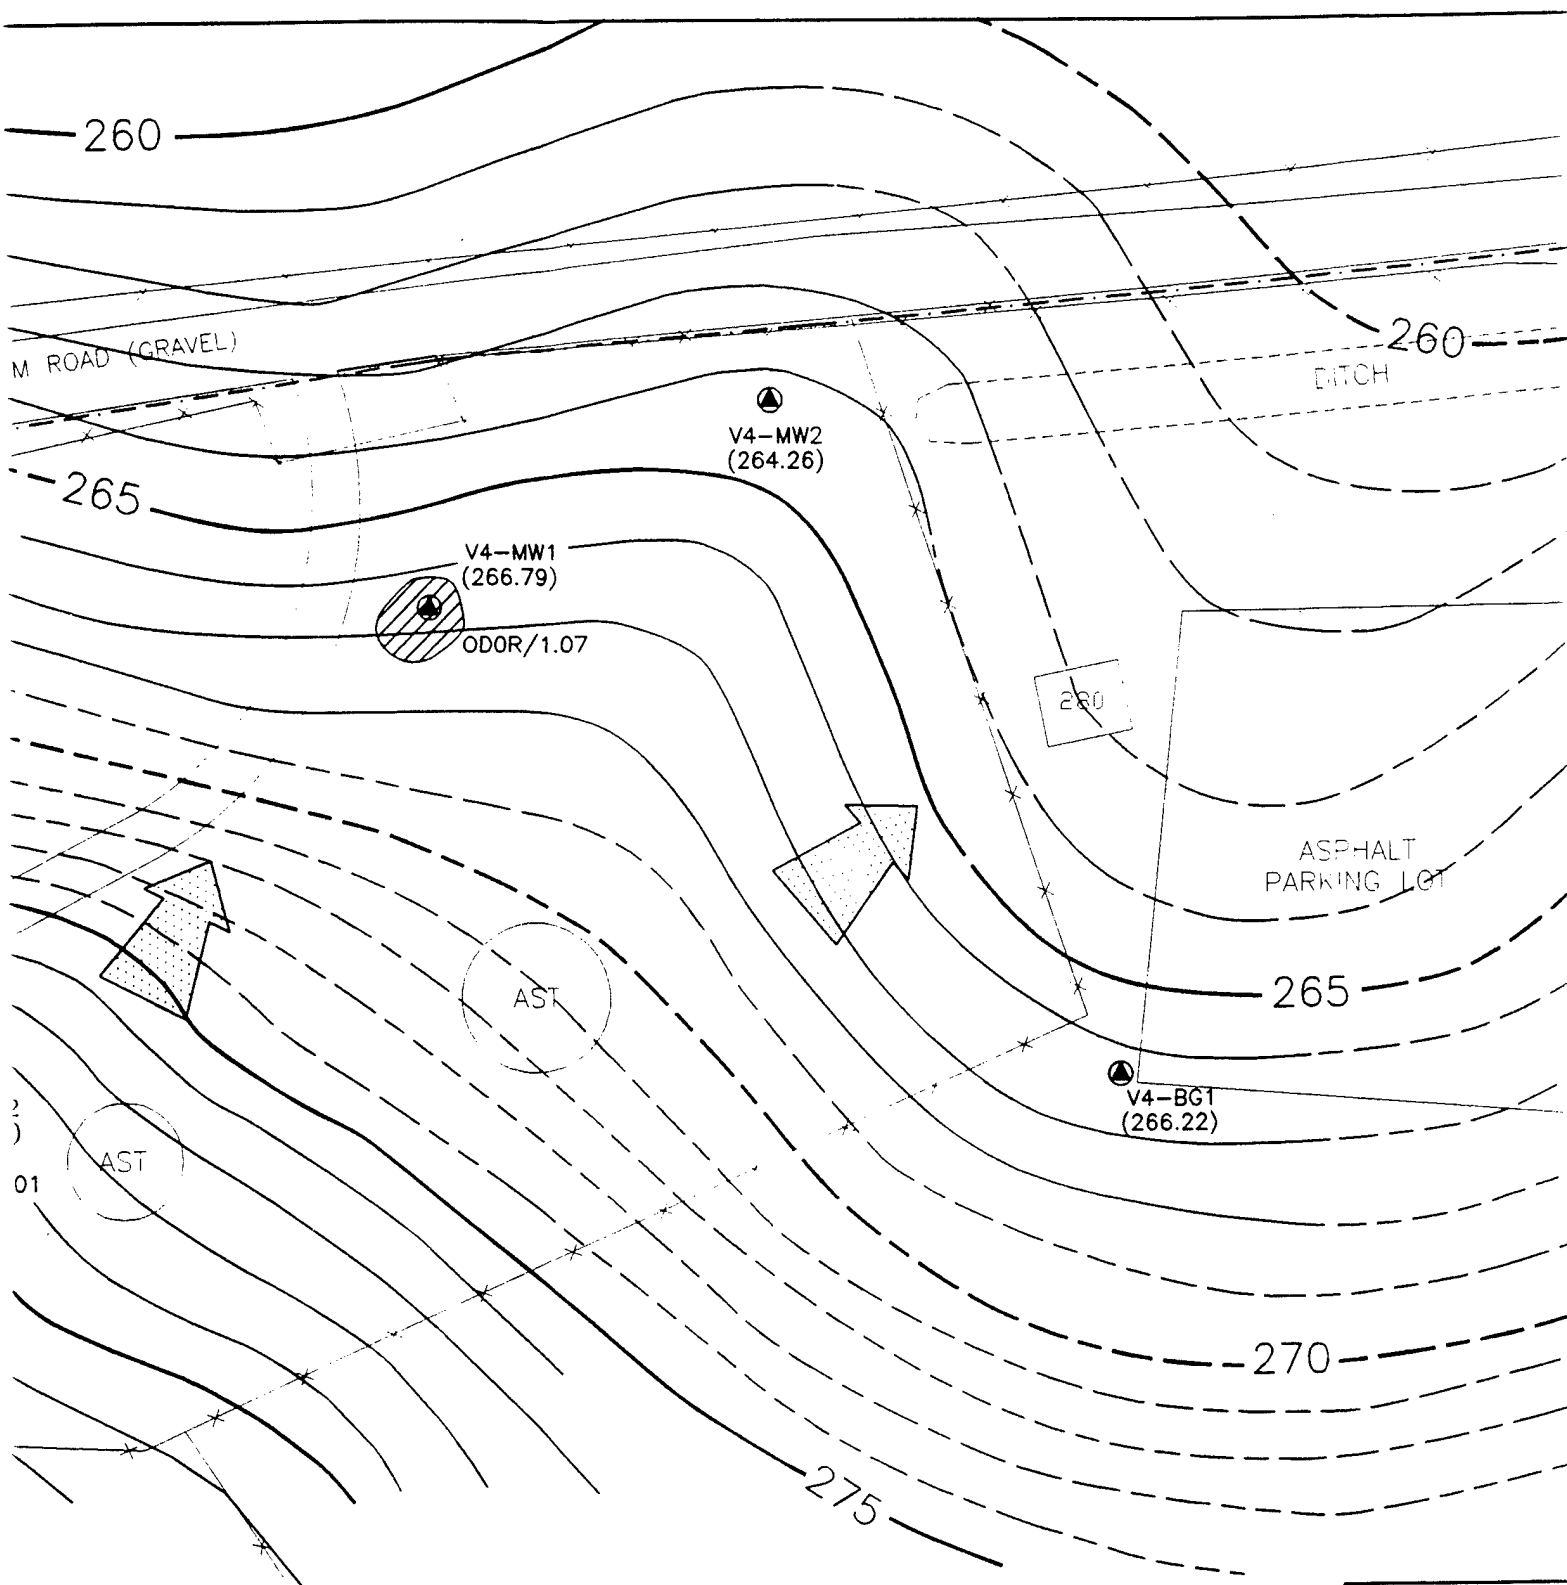 260
M ROAD (GRAVEL)
260
DITCH
V4-MW2
(264.26)
265
V4-MW1
(266.79)
ODOR/1.07
280
ASPHALT
PARKING LOT
265
AST
V4-BG1
(266.22)
)
AST
01
270
275